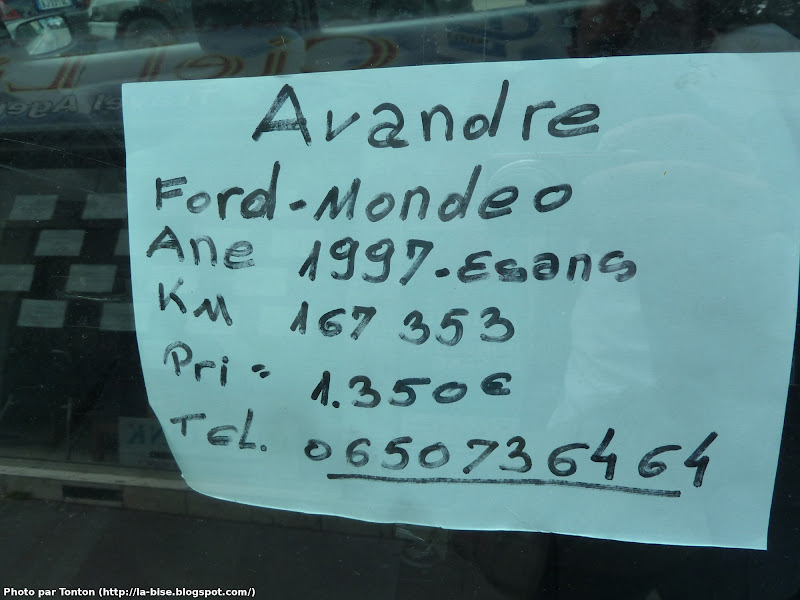 Avandre
Ford-Mondeo
Ane 1997-Esans
KM 167 353
Pri = 1.350€
TEL. 0650736464
Photo par Tonton (http://la-bise.blogspot.com/)